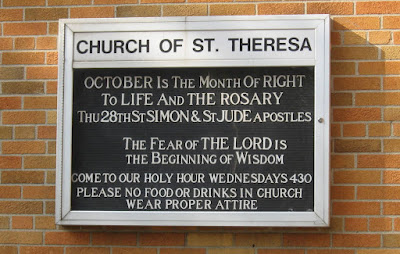 CHURCH OF ST. THERESA
OCTOBER IS THE MONTH OF RIGHT
TO LIFE AND THE ROSARY
THU 28TH ST SIMON & ST JUDE APOSTLES
THE FEAR OF THE LORD IS
THE BEGINNING OF WISDOM
COME TO OUR HOLY HOUR WEDNESDAYS 430
PLEASE NO FOOD OR DRINKS IN CHURCH
WEAR PROPER ATTIRE